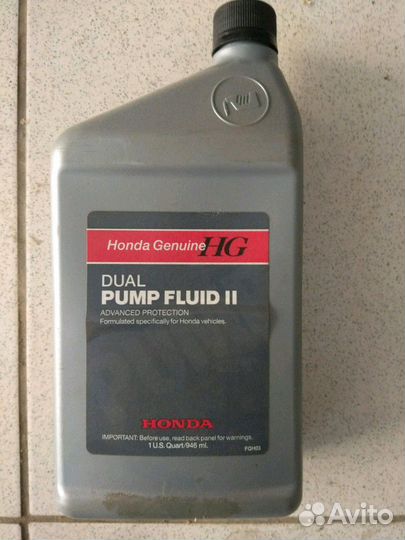 Honda Genuine HG
DUAL
PUMP FLUID II
ADVANCED PROTECTION
Formulated specifically for Honda vehicles.
HONDA
IMPORTANT: Before use, read back panel for warnings.
1 U.S. Quart/946 ml.
FGH03
Avito